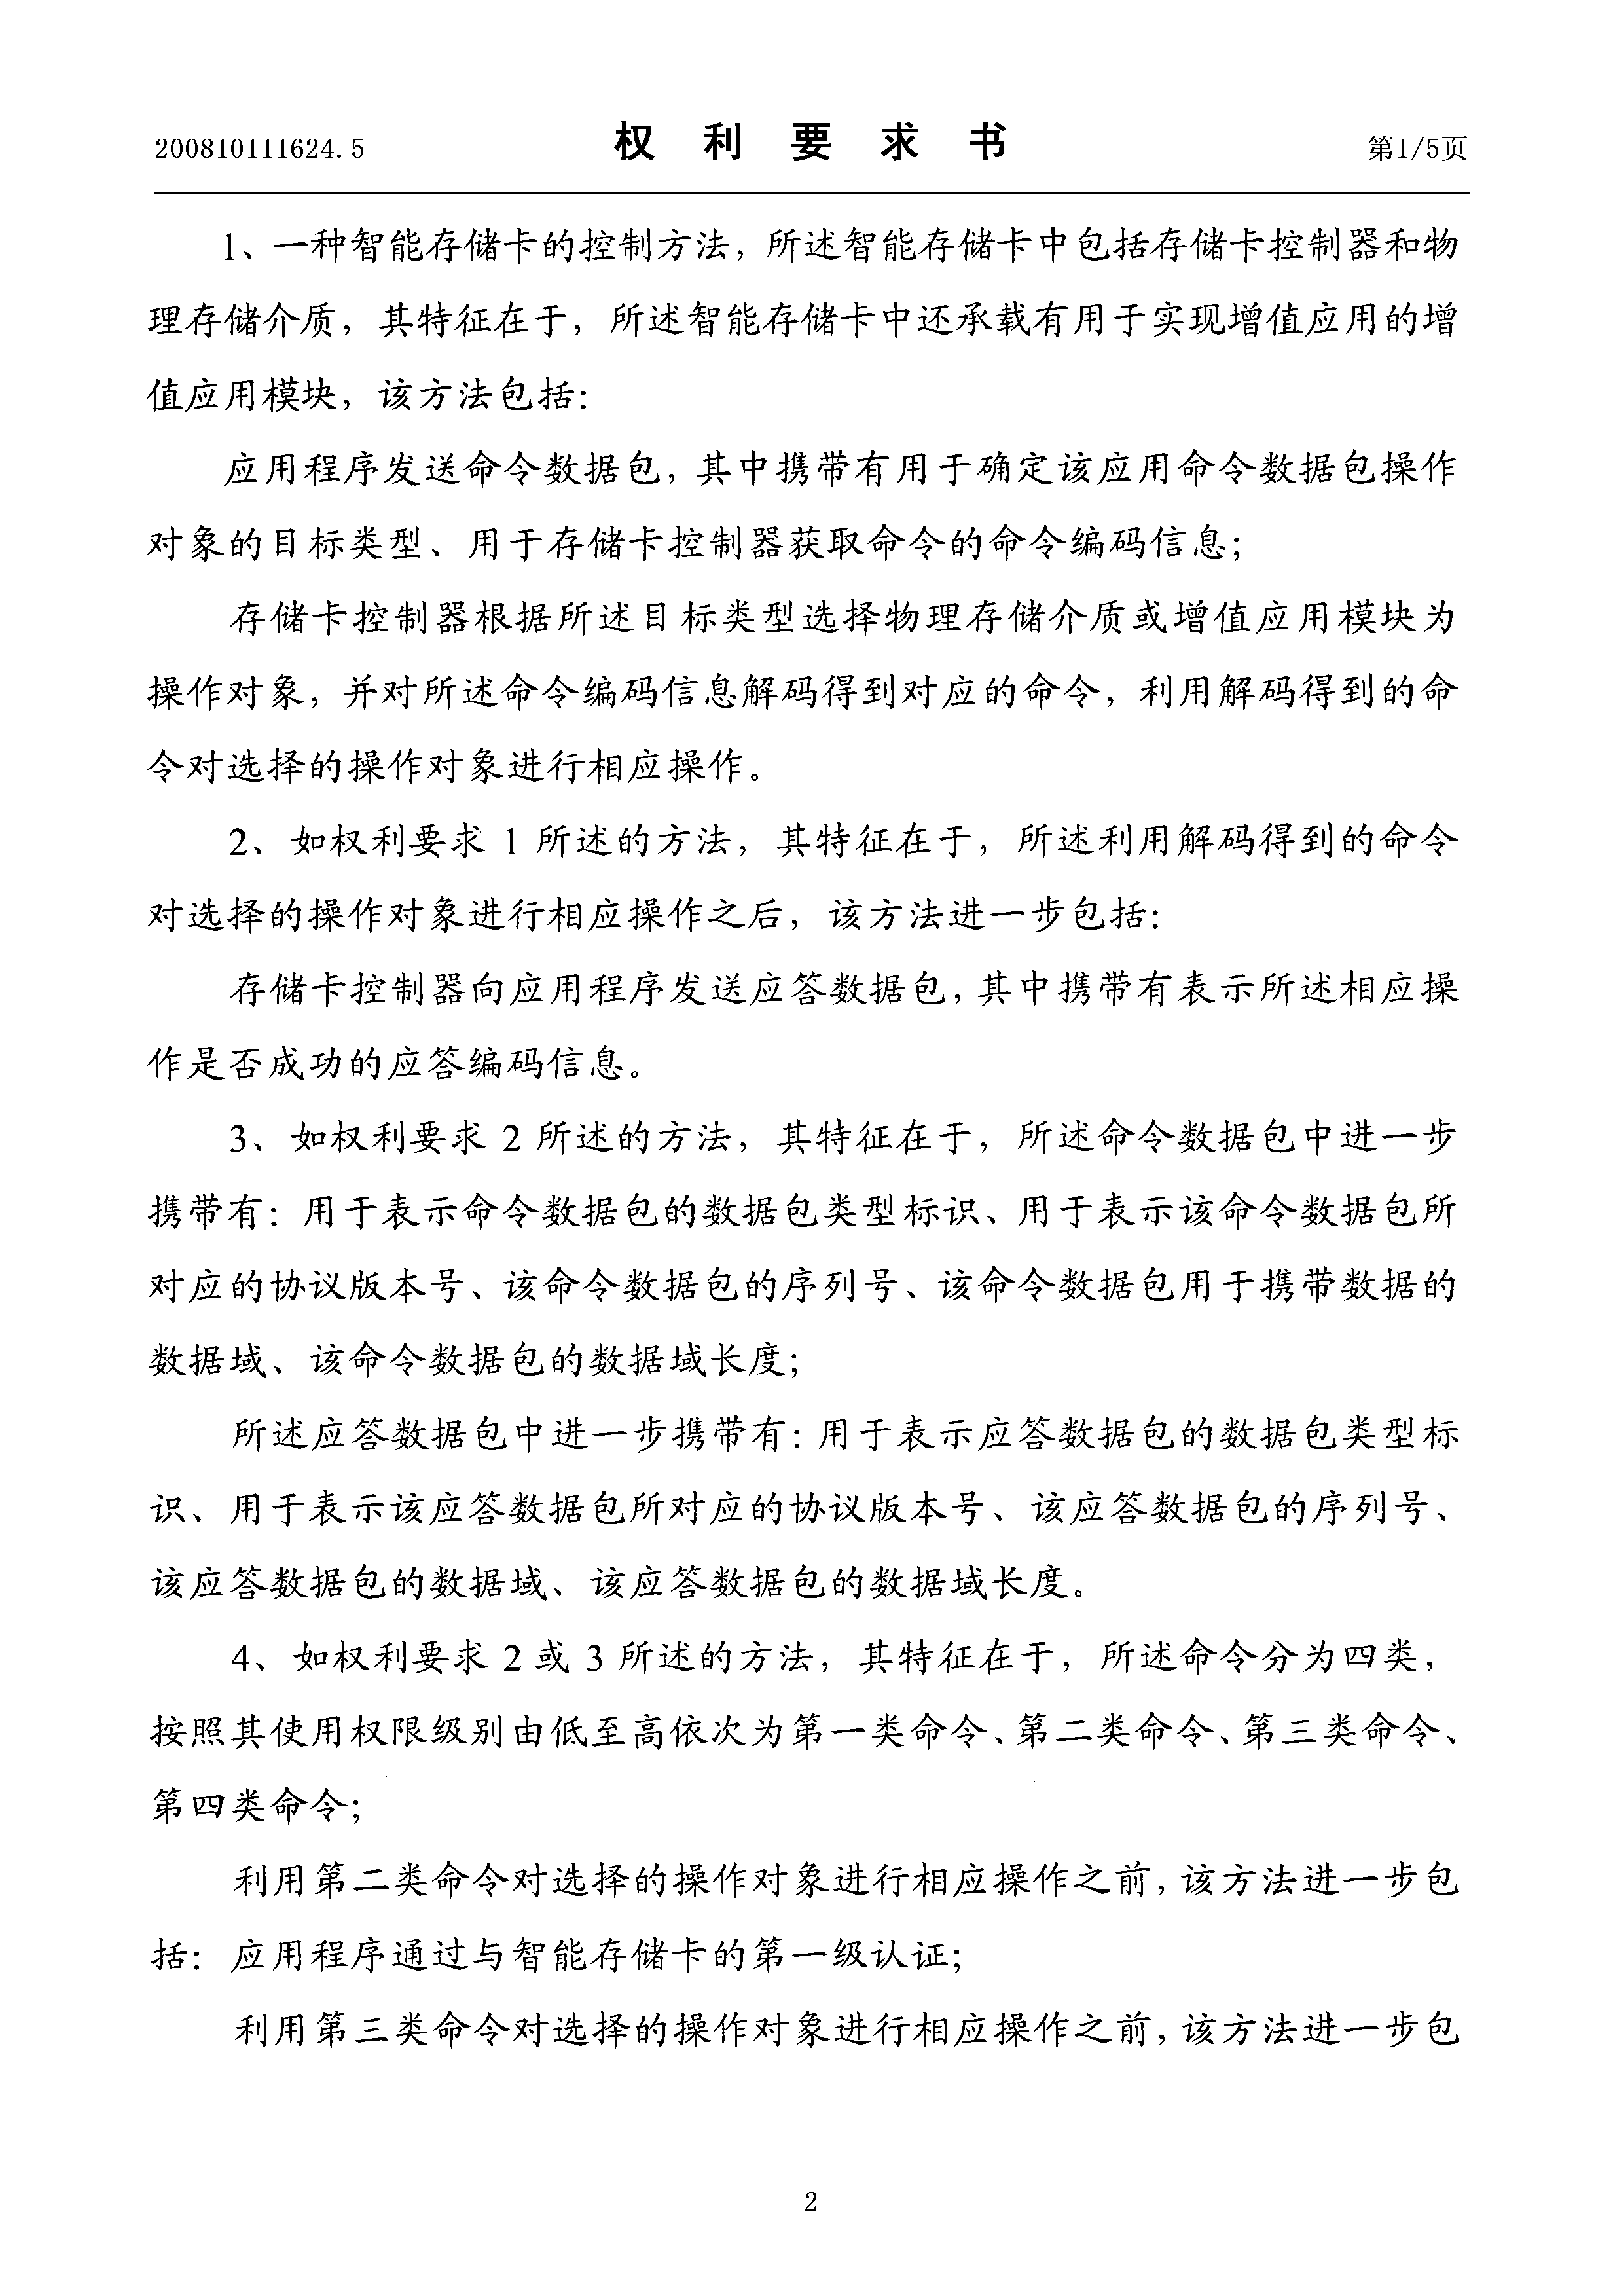 200810111624.5
权 利 要 求 书
第1/5页
1、一种智能存储卡的控制方法，所述智能存储卡中包括存储卡控制器和物
理存储介质，其特征在于，所述智能存储卡中还承载有用于实现增值应用的增
值应用模块，该方法包括：
应用程序发送命令数据包，其中携带有用于确定该应用命令数据包操作
对象的目标类型、用于存储卡控制器获取命令的命令编码信息；
存储卡控制器根据所述目标类型选择物理存储介质或增值应用模块为
操作对象，并对所述命令编码信息解码得到对应的命令，利用解码得到的命
令对选择的操作对象进行相应操作。
2、如权利要求 1 所述的方法，其特征在于，所述利用解码得到的命令
对选择的操作对象进行相应操作之后，该方法进一步包括：
存储卡控制器向应用程序发送应答数据包，其中携带有表示所述相应操
作是否成功的应答编码信息。
3、如权利要求 2 所述的方法，其特征在于，所述命令数据包中进一步
携带有：用于表示命令数据包的数据包类型标识、用于表示该命令数据包所
对应的协议版本号、该命令数据包的序列号、该命令数据包用于携带数据的
数据域、该命令数据包的数据域长度；
所述应答数据包中进一步携带有：用于表示应答数据包的数据包类型标
识、用于表示该应答数据包所对应的协议版本号、该应答数据包的序列号、
该应答数据包的数据域、该应答数据包的数据域长度。
4、如权利要求 2 或 3 所述的方法，其特征在于，所述命令分为四类，
按照其使用权限级别由低至高依次为第一类命令、第二类命令、第三类命令、
第四类命令；
利用第二类命令对选择的操作对象进行相应操作之前，该方法进一步包
括：应用程序通过与智能存储卡的第一级认证；
利用第三类命令对选择的操作对象进行相应操作之前，该方法进一步包
2